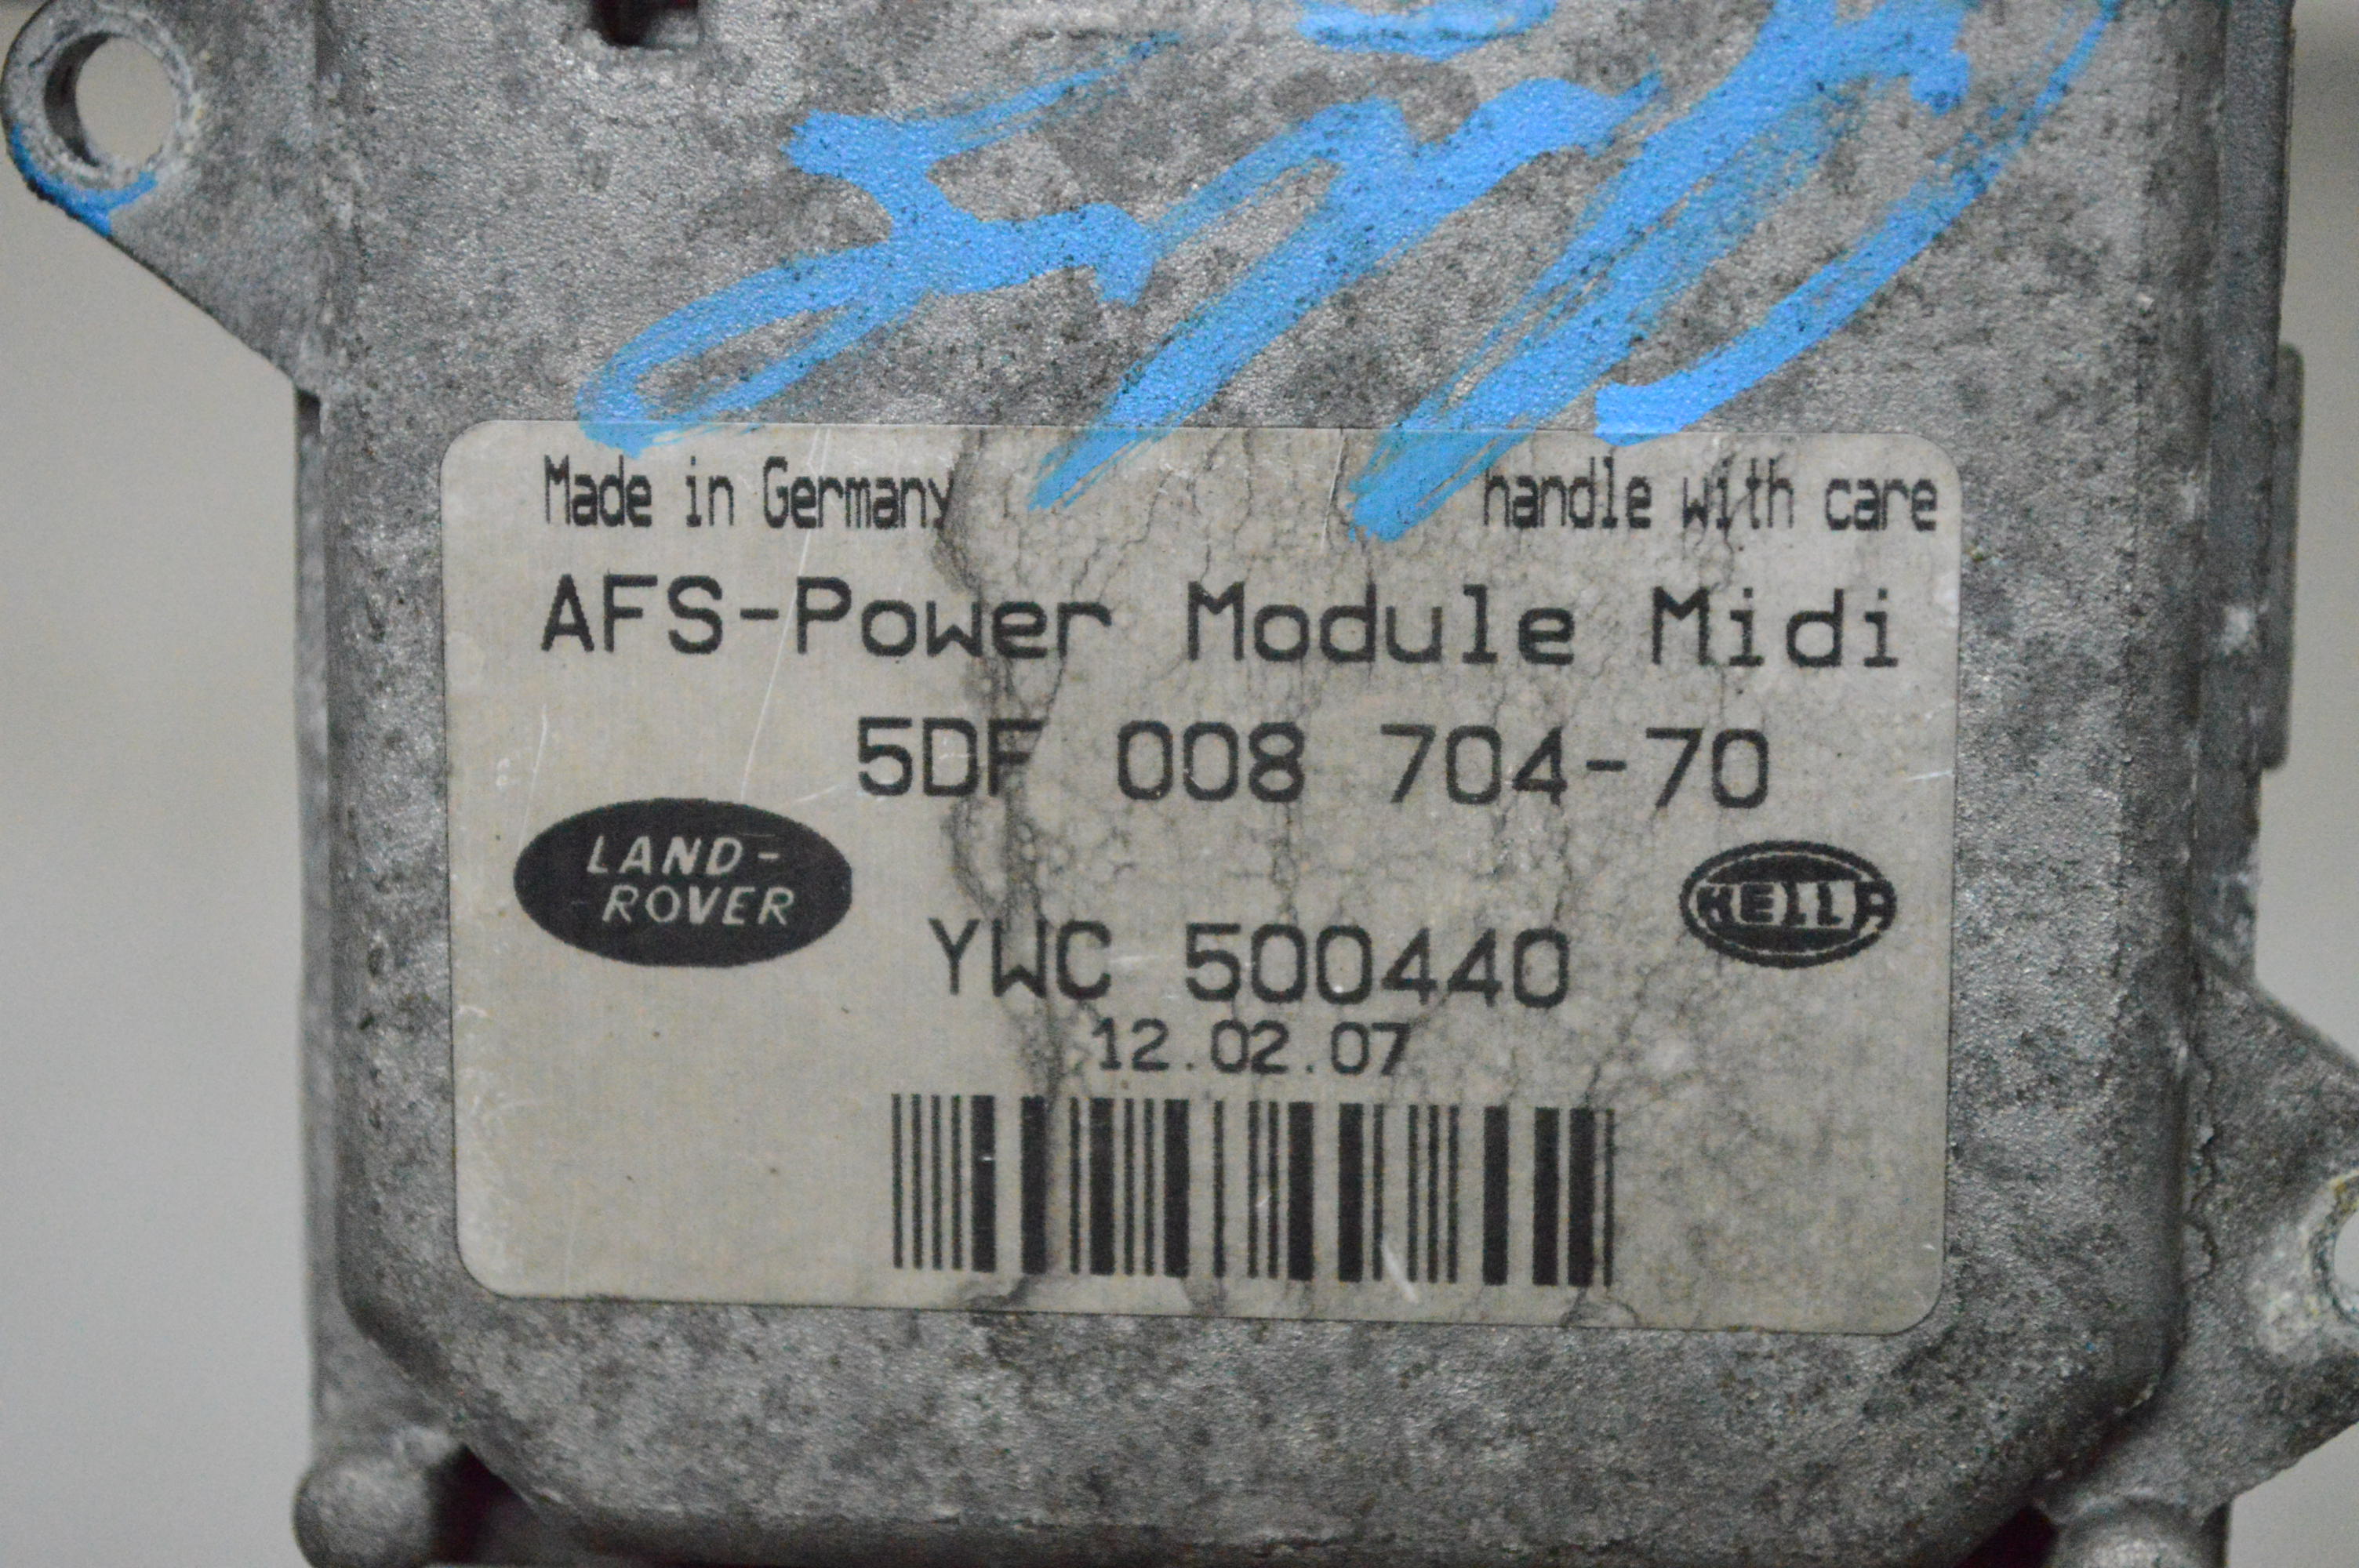 Made in Germany handle with care
AFS-Power Module Midi
5DF 008 704-70
LAND-
ROVER
HELLA
YWC 500440
12.02.07